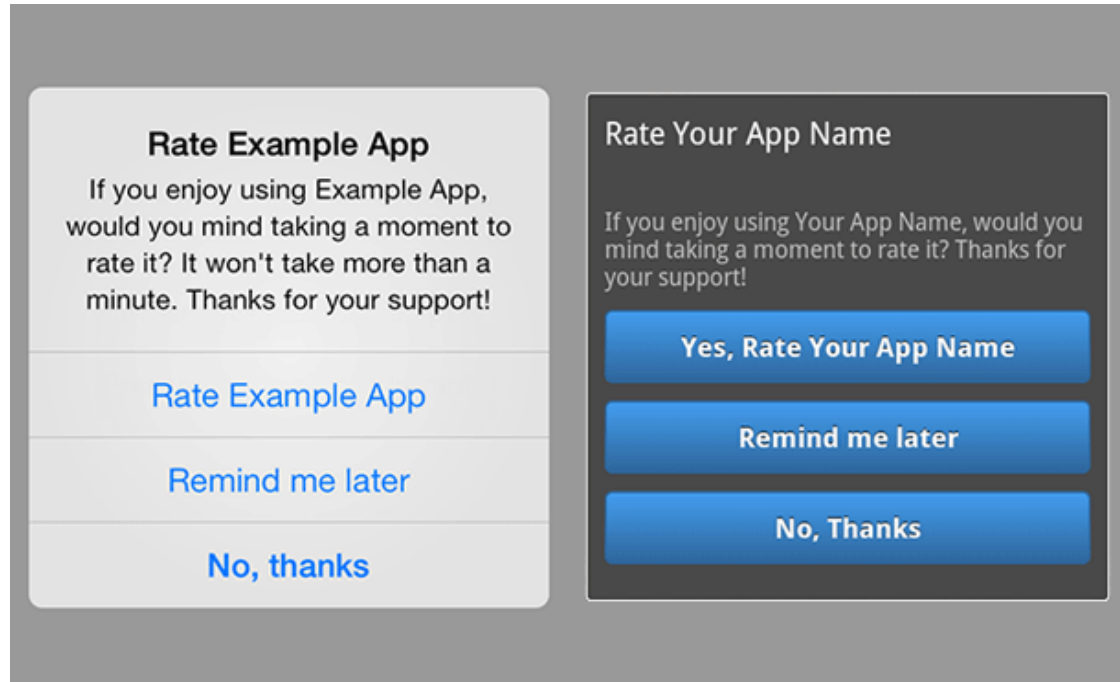 Rate Example App
If you enjoy using Example App,
would you mind taking a moment to
rate it? It won't take more than a
minute. Thanks for your support!
Rate Example App
Remind me later
No, thanks
Rate Your App Name
If you enjoy using Your App Name, would you
mind taking a moment to rate it? Thanks for
your support!
Yes, Rate Your App Name
Remind me later
No, Thanks